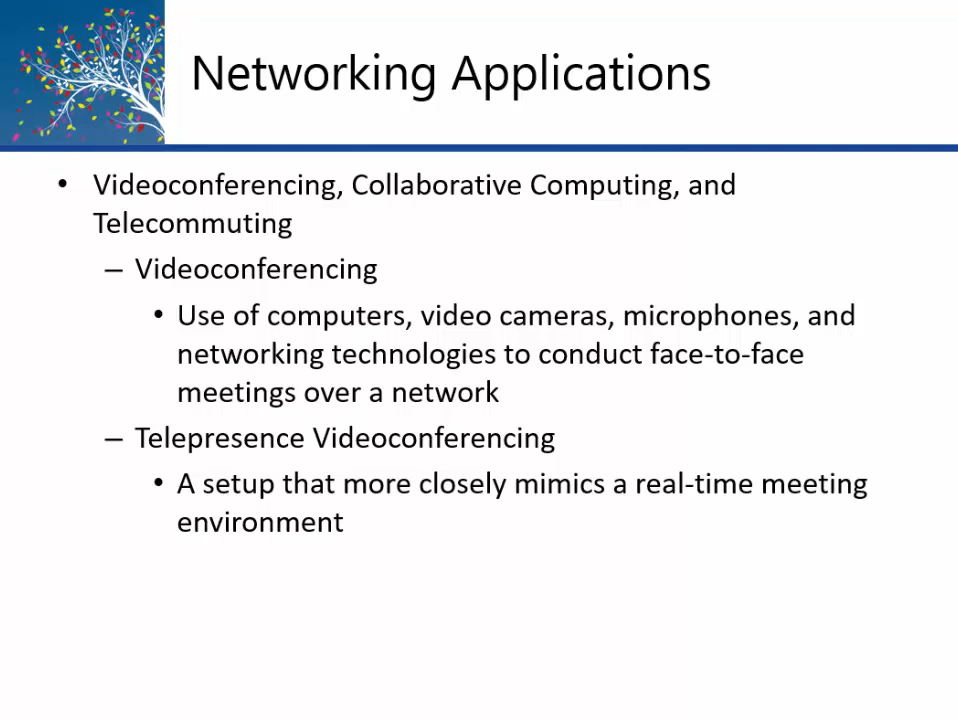 Networking Applications
• Videoconferencing, Collaborative Computing, and
Telecommuting
– Videoconferencing
• Use of computers, video cameras, microphones, and
networking technologies to conduct face-to-face
meetings over a network
– Telepresence Videoconferencing
• A setup that more closely mimics a real-time meeting
environment